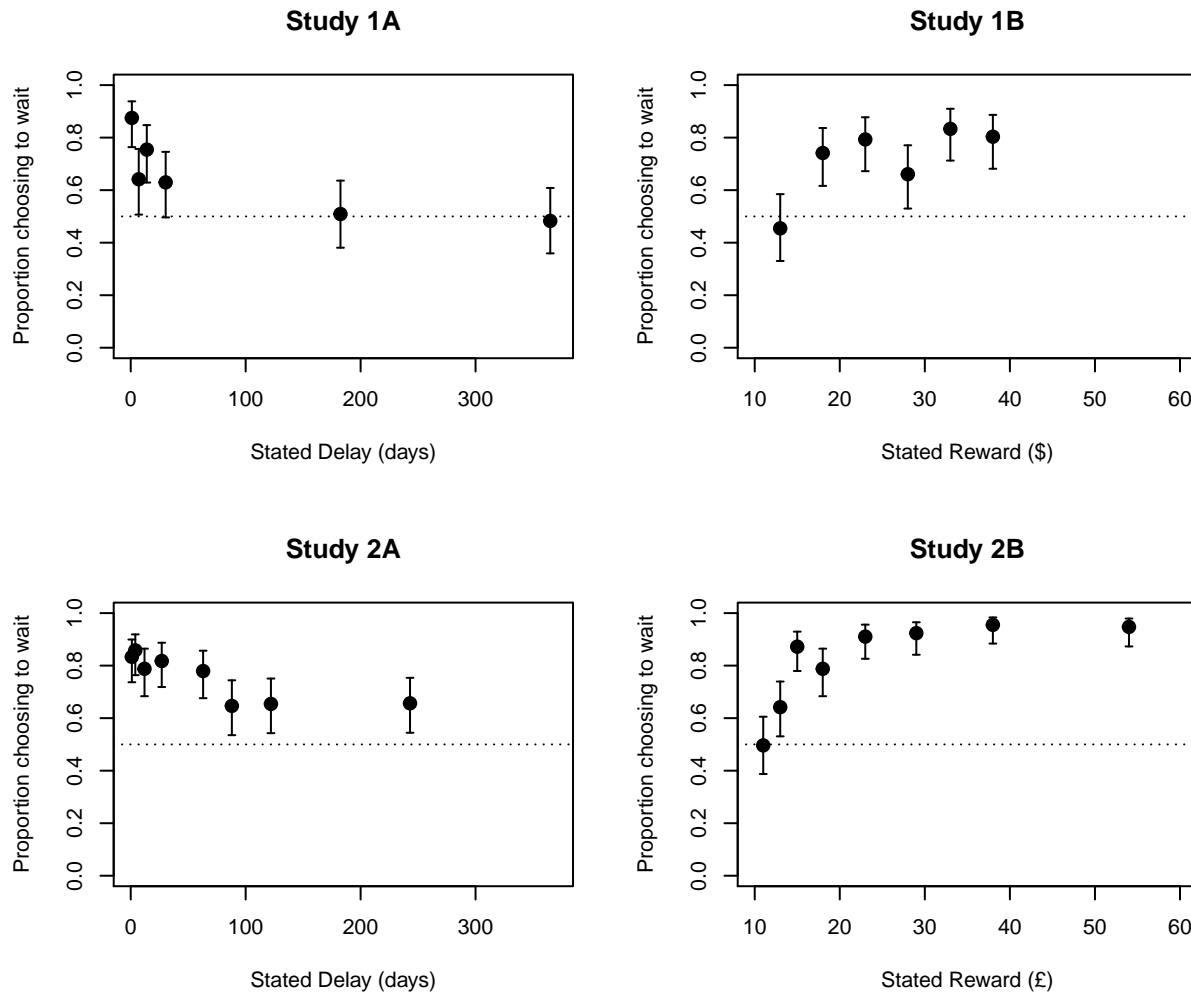 Study 1A
Proportion choosing to wait
1.0
0.8
0.6
0.4
0.2
0.0
0 100 200 300
Stated Delay (days)
Study 1B
Proportion choosing to wait
1.0
0.8
0.6
0.4
0.2
0.0
10 20 30 40 50 60
Stated Reward ($)
Study 2A
Proportion choosing to wait
1.0
0.8
0.6
0.4
0.2
0.0
0 100 200 300
Stated Delay (days)
Study 2B
Proportion choosing to wait
1.0
0.8
0.6
0.4
0.2
0.0
10 20 30 40 50 60
Stated Reward (£)